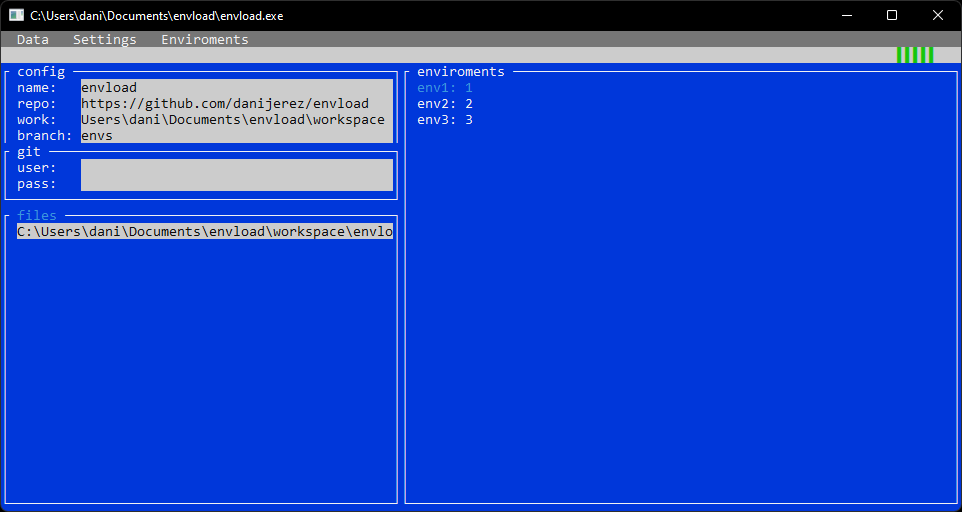 C:\Users\dani\Documents\envload\envload.exe
Data Settings Enviroments
config
name: envload
repo: https://github.com/danijerez/envload
work: Users\dani\Documents\envload\workspace
branch: envs
git
user:
pass:
files
C:\Users\dani\Documents\envload\workspace\envlo
enviroments
env1: 1
env2: 2
env3: 3